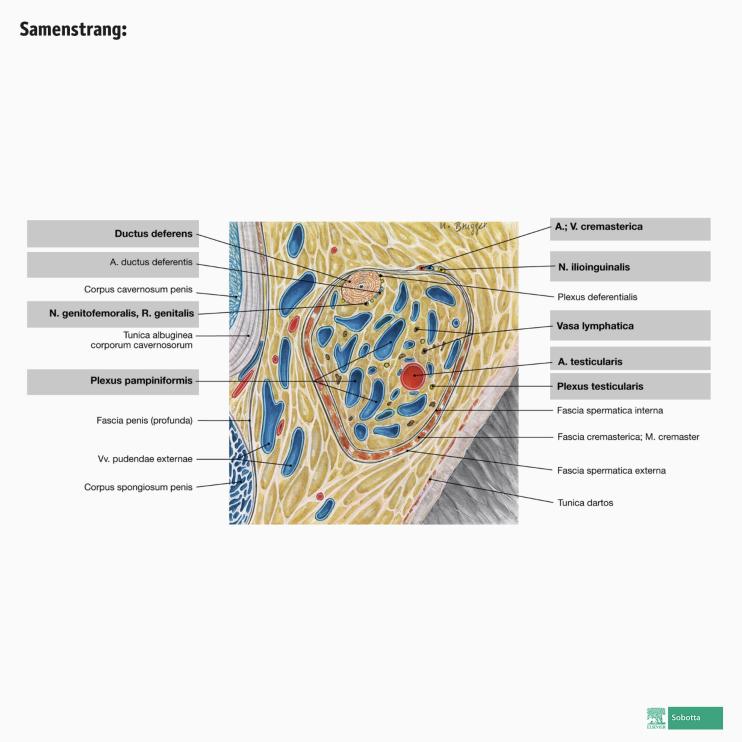 Samenstrang:
Ductus deferens
A. ductus deferentis
Corpus cavernosum penis
N. genitofemoralis, R. genitalis
Tunica albuginea
corporum cavernosorum
Plexus pampiniformis
Fascia penis (profunda)
Vv. pudendae externae
Corpus spongiosum penis
A.; V. cremasterica
N. ilioinguinalis
Plexus deferentialis
Vasa lymphatica
A. testicularis
Plexus testicularis
Fascia spermatica interna
Fascia cremasterica; M. cremaster
Fascia spermatica externa
Tunica dartos
ELSEVIER
Sobotta